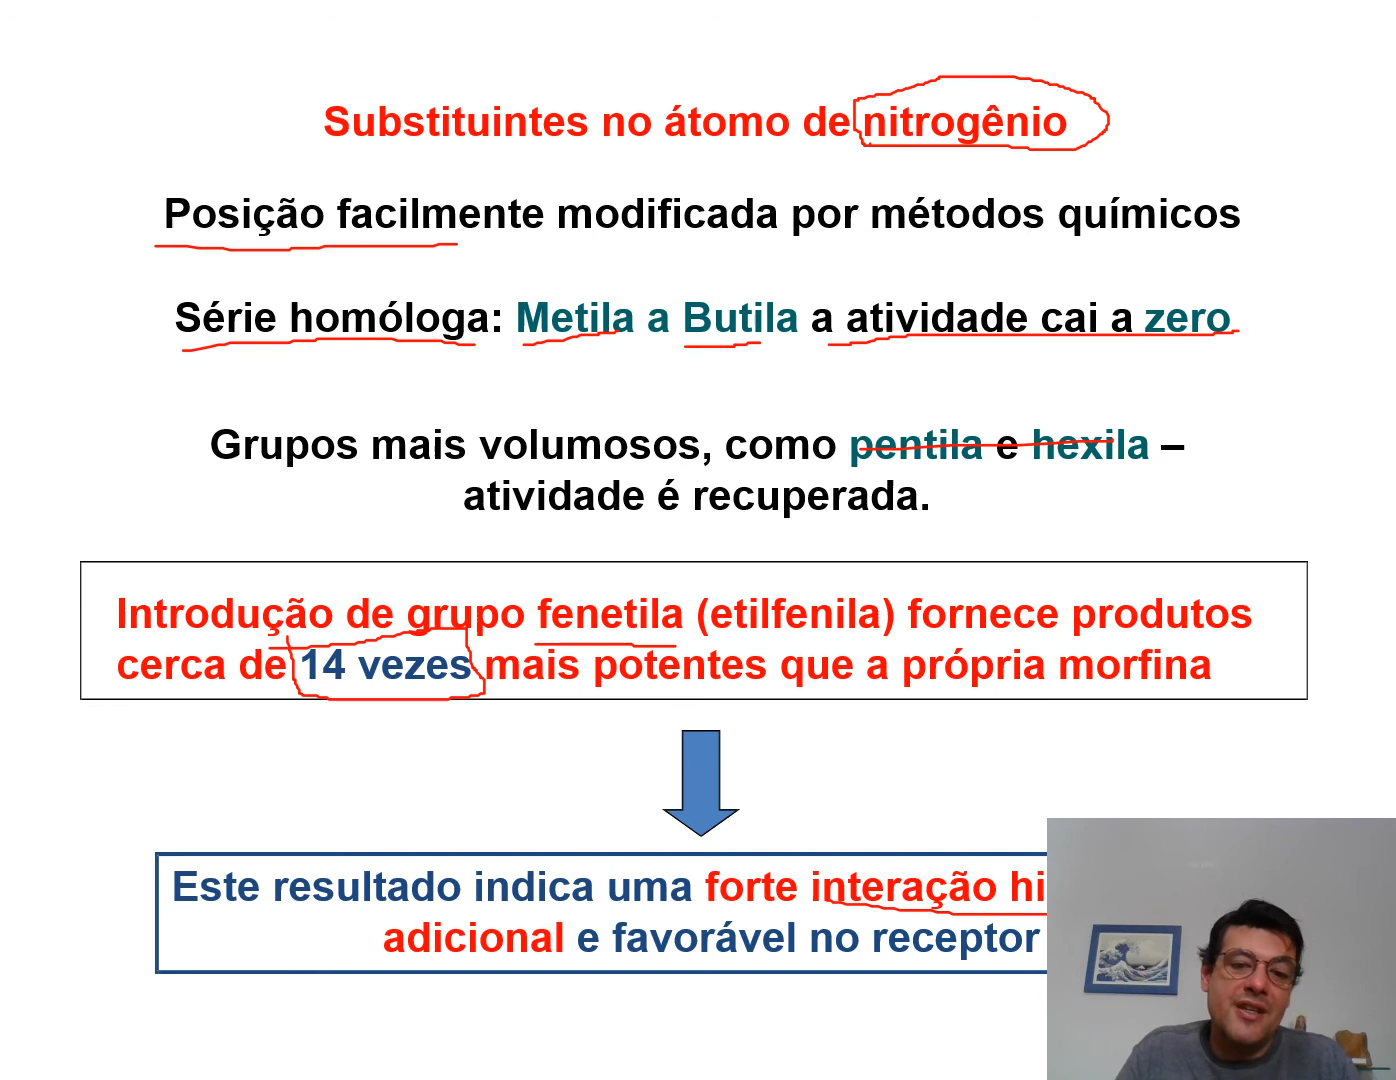 Substituintes no átomo de nitrogênio
Posição facilmente modificada por métodos químicos
Série homóloga: Metila a Butila a atividade cai a zero
Grupos mais volumosos, como pentila e hexila –
atividade é recuperada.
Introdução de grupo fenetila (etilfenila) fornece produtos
cerca de 14 vezes mais potentes que a própria morfina
Este resultado indica uma forte interação
adicional e favorável no receptor